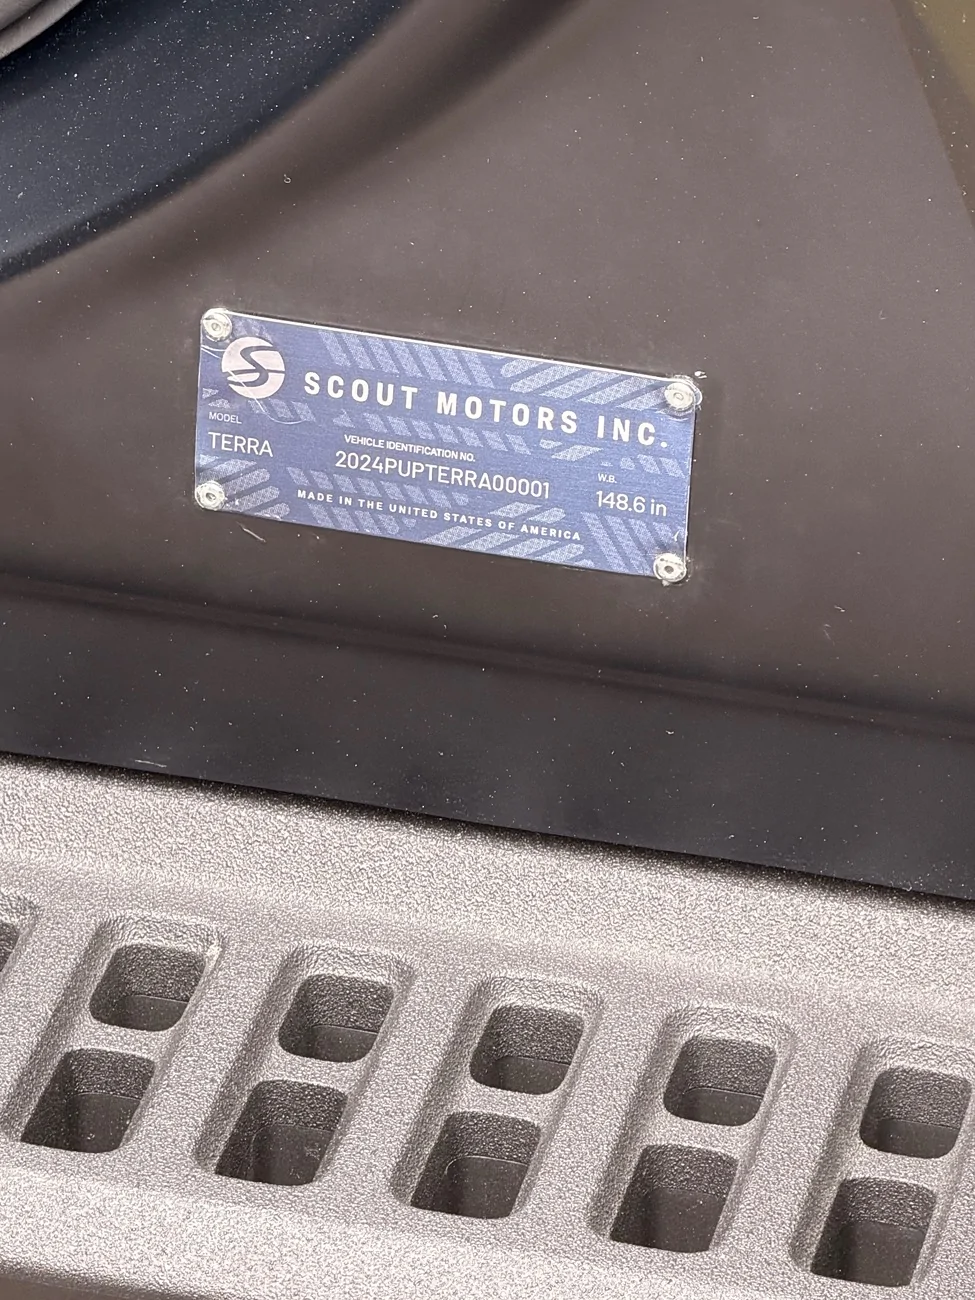 SCOUT MOTORS INC.
MODEL
TERRA
VEHICLE IDENTIFICATION NO.
2024PUPTERRA00001
W.B.
148.6 in
MADE IN THE UNITED STATES OF AMERICA